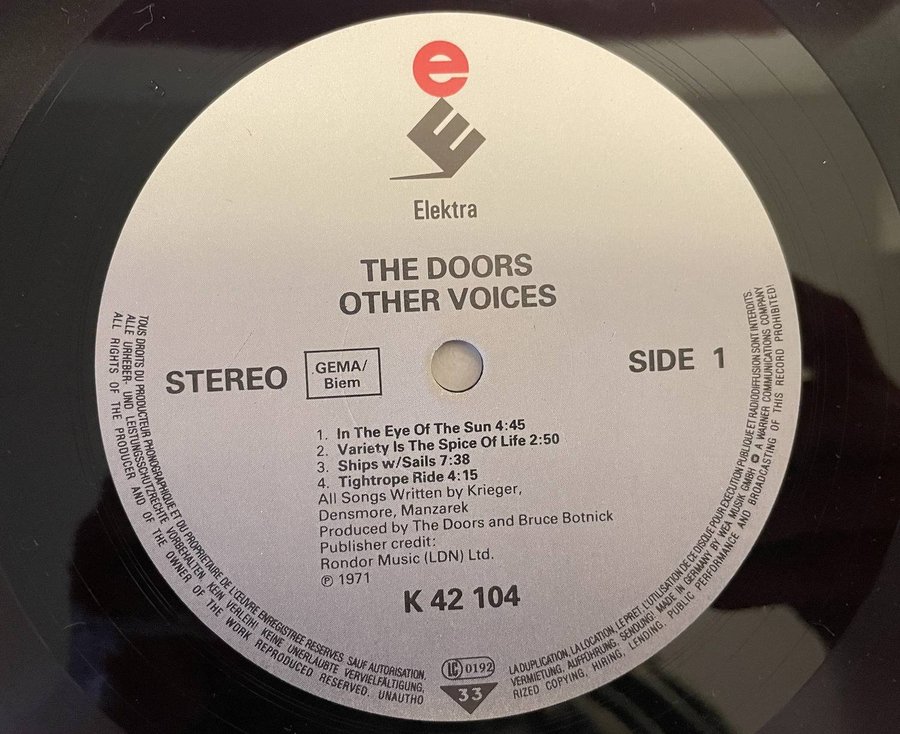 e
E
Elektra
THE DOORS
OTHER VOICES
STEREO
GEMA/
Biem
SIDE 1
1. In The Eye Of The Sun 4:45
2. Variety Is The Spice Of Life 2:50
3. Ships w/Sails 7:38
4. Tightrope Ride 4:15
All Songs Written by Krieger,
Densmore, Manzarek
Produced by The Doors and Bruce Botnick
Publisher credit:
Rondor Music (LDN) Ltd.
℗ 1971
K 42 104
LC 0192
33
TOUS DROITS DU PRODUCTEUR PHONOGRAPHIQUE ET DU PROPRIETAIRE DE L'ŒUVRE ENREGISTREE RESERVES. SAUF AUTORISATION, LA DUPLICATION, LA LOCATION, LE PRET, L'UTILISATION DE CE DISQUE POUR EXECUTION PUBLIQUE ET RADIODIFFUSION SONT INTERDITS.
ALLE URHEBER- UND LEISTUNGSSCHUTZRECHTE VORBEHALTEN. KEIN VERLEIH! KEINE UNERLAUBTE VERVIELFÄLTIGUNG, VERMIETUNG, AUFFÜHRUNG, SENDUNG! MADE IN GERMANY BY WEA MUSIK GMBH A WARNER COMMUNICATIONS COMPANY
ALL RIGHTS OF THE PRODUCER AND OF THE OWNER OF THE WORK REPRODUCED RESERVED. UNAUTHORIZED COPYING, HIRING, LENDING, PUBLIC PERFORMANCE AND BROADCASTING OF THIS RECORD PROHIBITED!